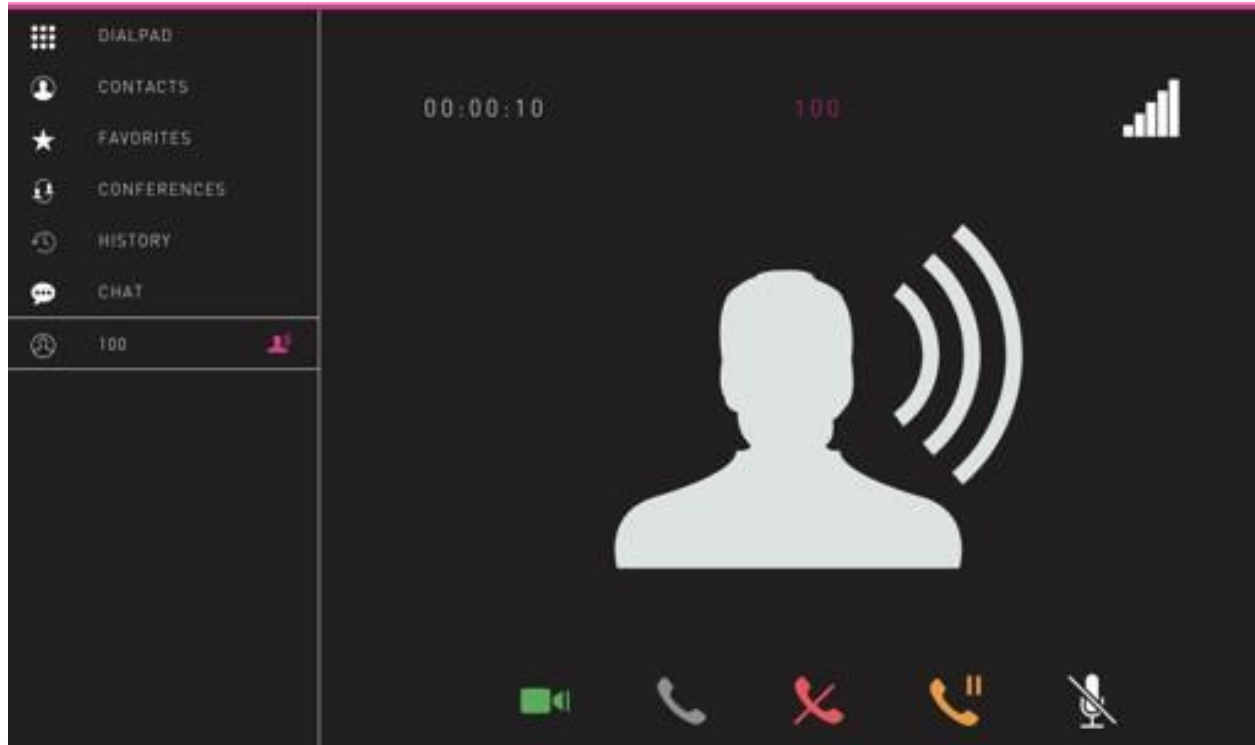 DIALPAD
CONTACTS
FAVORITES
CONFERENCES
HISTORY
CHAT
100
00:00:10
100